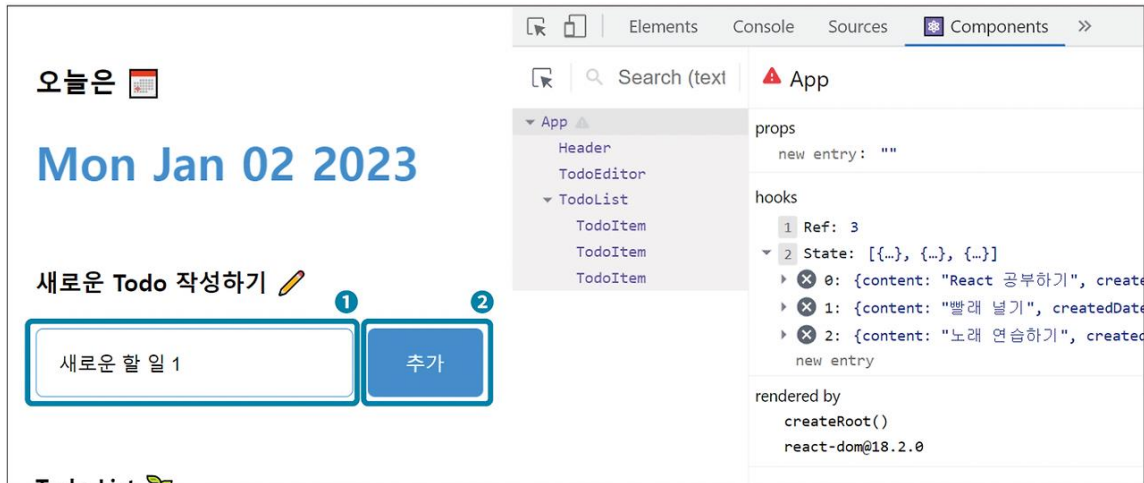 오늘은
Mon Jan 02 2023
새로운 Todo 작성하기
1
2
새로운 할 일 1
추가
Elements Console Sources Components
Search (text
App
Header
TodoEditor
TodoList
TodoItem
TodoItem
TodoItem
App
props
new entry: ""
hooks
1 Ref: 3
2 State: [{…}, {…}, {…}]
0: {content: "React 공부하기", create
1: {content: "빨래 널기", createdDate
2: {content: "노래 연습하기", created
new entry
rendered by
createRoot()
react-dom@18.2.0